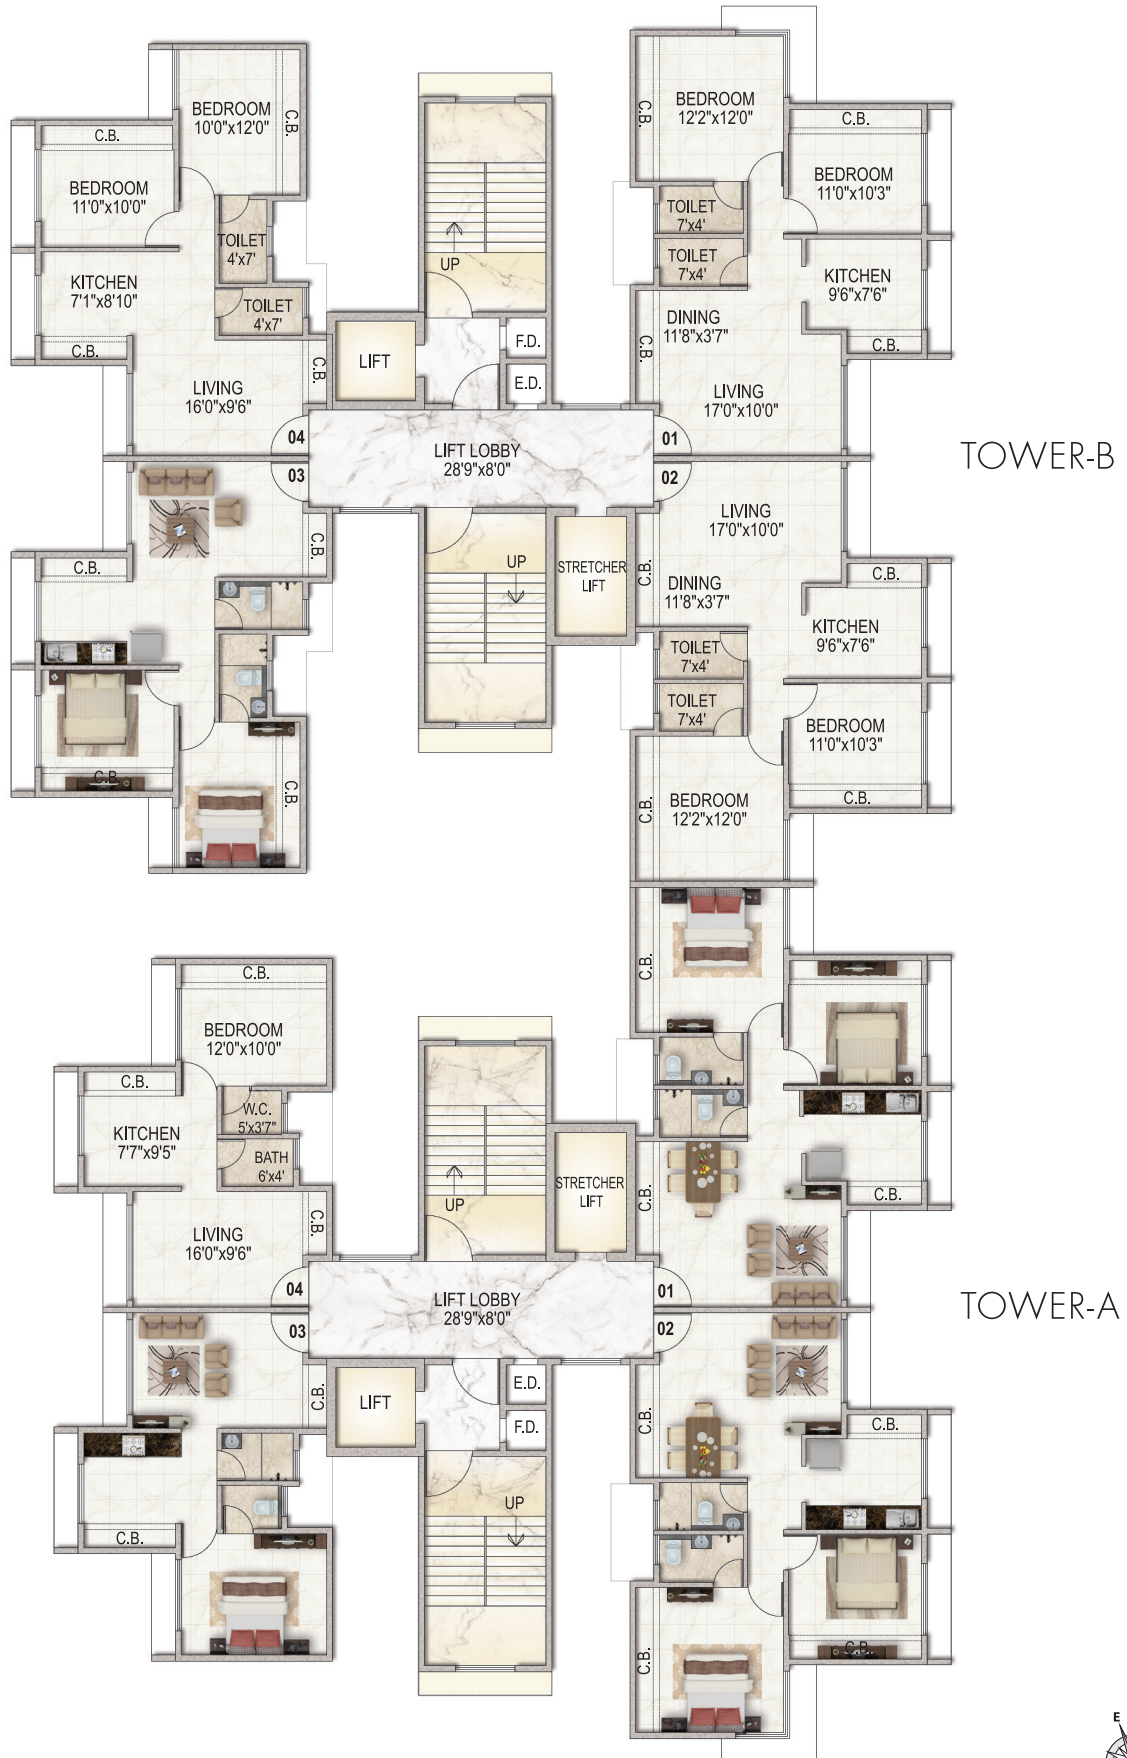 BEDROOM
10'0"x12'0"
C.B.
C.B.
BEDROOM
11'0"x10'0"
TOILET
4'x7'
KITCHEN
7'1"x8'10"
TOILET
4'x7'
C.B.
C.B.
LIVING
16'0"x9'6"
04
UP
LIFT
F.D.
E.D.
LIFT LOBBY
28'9"x8'0"
C.B.
BEDROOM
12'2"x12'0"
C.B.
BEDROOM
11'0"x10'3"
TOILET
7'x4'
TOILET
7'x4'
KITCHEN
9'6"x7'6"
C.B.
DINING
11'8"x3'7"
C.B.
LIVING
17'0"x10'0"
01
TOWER-B
03
C.B.
C.B.
C.B.
C.B.
UP
STRETCHER
LIFT
02
LIVING
17'0"x10'0"
C.B.
DINING
11'8"x3'7"
C.B.
KITCHEN
9'6"x7'6"
TOILET
7'x4'
TOILET
7'x4'
BEDROOM
11'0"x10'3"
C.B.
C.B.
BEDROOM
12'2"x12'0"
C.B.
BEDROOM
12'0"x10'0"
C.B.
KITCHEN
7'7"x9'5"
W.C.
5'x3'7"
BATH
6'x4'
C.B.
LIVING
16'0"x9'6"
04
UP
STRETCHER
LIFT
LIFT LOBBY
28'9"x8'0"
C.B.
C.B.
C.B.
01
TOWER-A
03
C.B.
C.B.
LIFT
E.D.
F.D.
UP
02
C.B.
C.B.
C.B.
C.B.
E